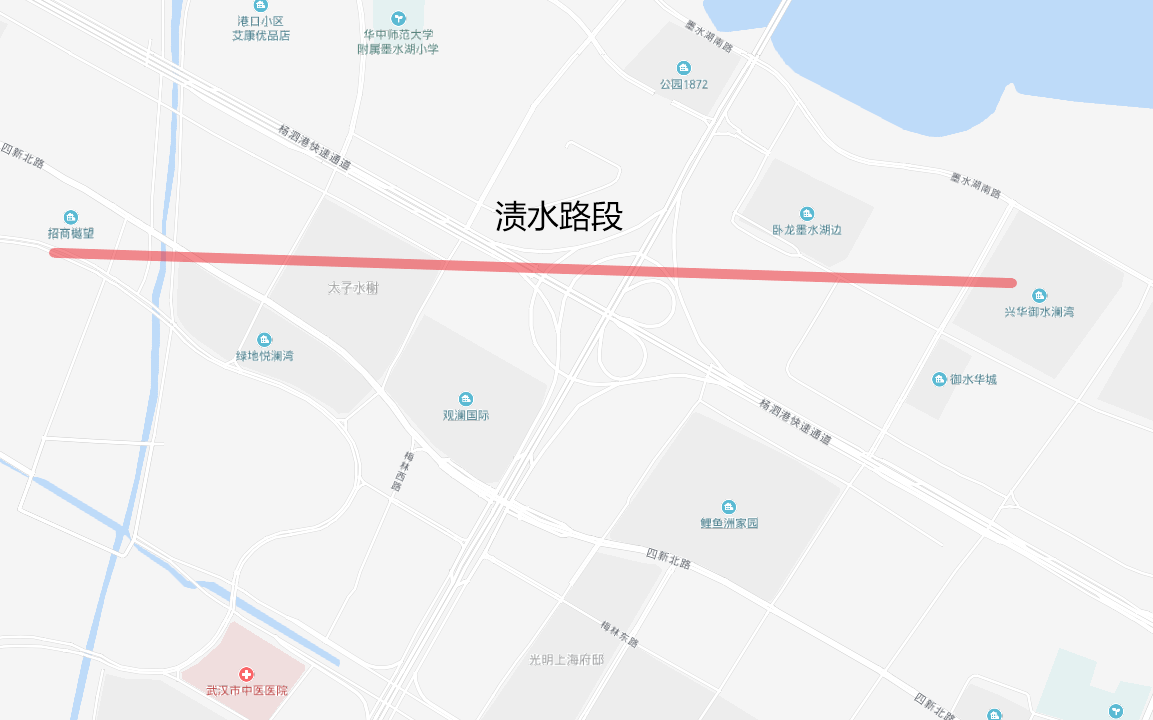 港口小区
艾康优品店
华中师范大学
附属墨水湖小学
墨水湖南路
公园1872
杨泗港快速通道
四新北路
墨水湖南路
渍水路段
招商樾望
卧龙墨水湖边
太子水榭
兴华御水澜湾
绿地悦澜湾
御水华城
观澜国际
杨泗港快速通道
梅林西路
鲤鱼洲家园
四新北路
梅林东路
光明上海府邸
武汉市中医医院
四新北路